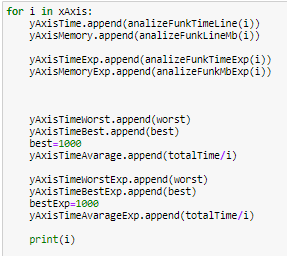 for i in xAxis:
    yAxisTime.append(analizeFunkTimeLine(i))
    yAxisMemory.append(analizeFunkLineMb(i))
    yAxisTimeExp.append(analizeFunkTimeExp(i))
    yAxisMemoryExp.append(analizeFunkMbExp(i))
    yAxisTimeWorst.append(worst)
    yAxisTimeBest.append(best)
    best=1000
    yAxisTimeAvarage.append(totalTime/i)
    yAxisTimeWorstExp.append(worst)
    yAxisTimeBestExp.append(best)
    bestExp=1000
    yAxisTimeAvarageExp.append(totalTime/i)
    print(i)